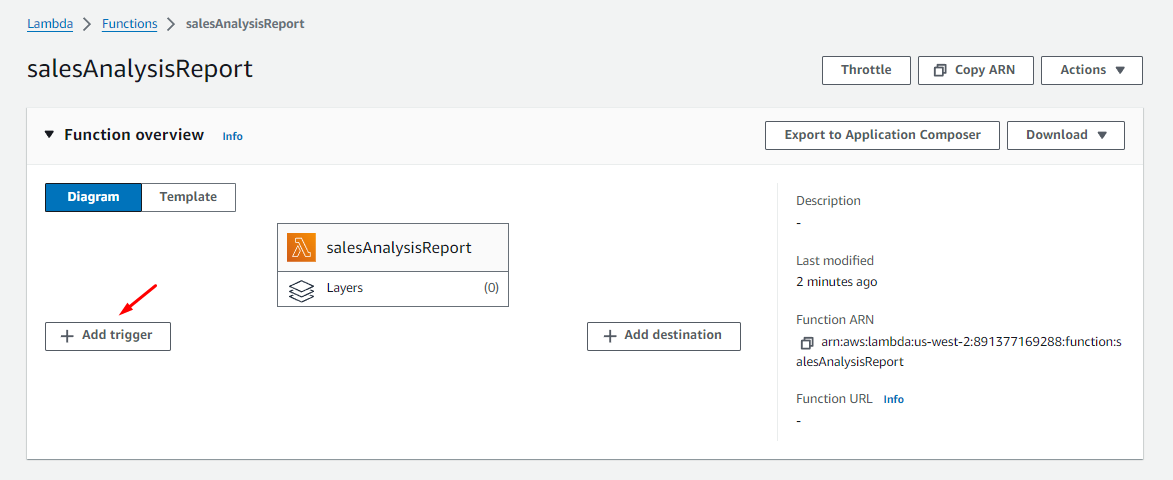 Lambda > Functions > salesAnalysisReport
salesAnalysisReport
Throttle
Copy ARN
Actions
Function overview Info
Export to Application Composer
Download
Diagram
Template
salesAnalysisReport
Layers (0)
+ Add trigger
+ Add destination
Description
-
Last modified
2 minutes ago
Function ARN
arn:aws:lambda:us-west-2:891377169288:function:s
alesAnalysisReport
Function URL Info
-